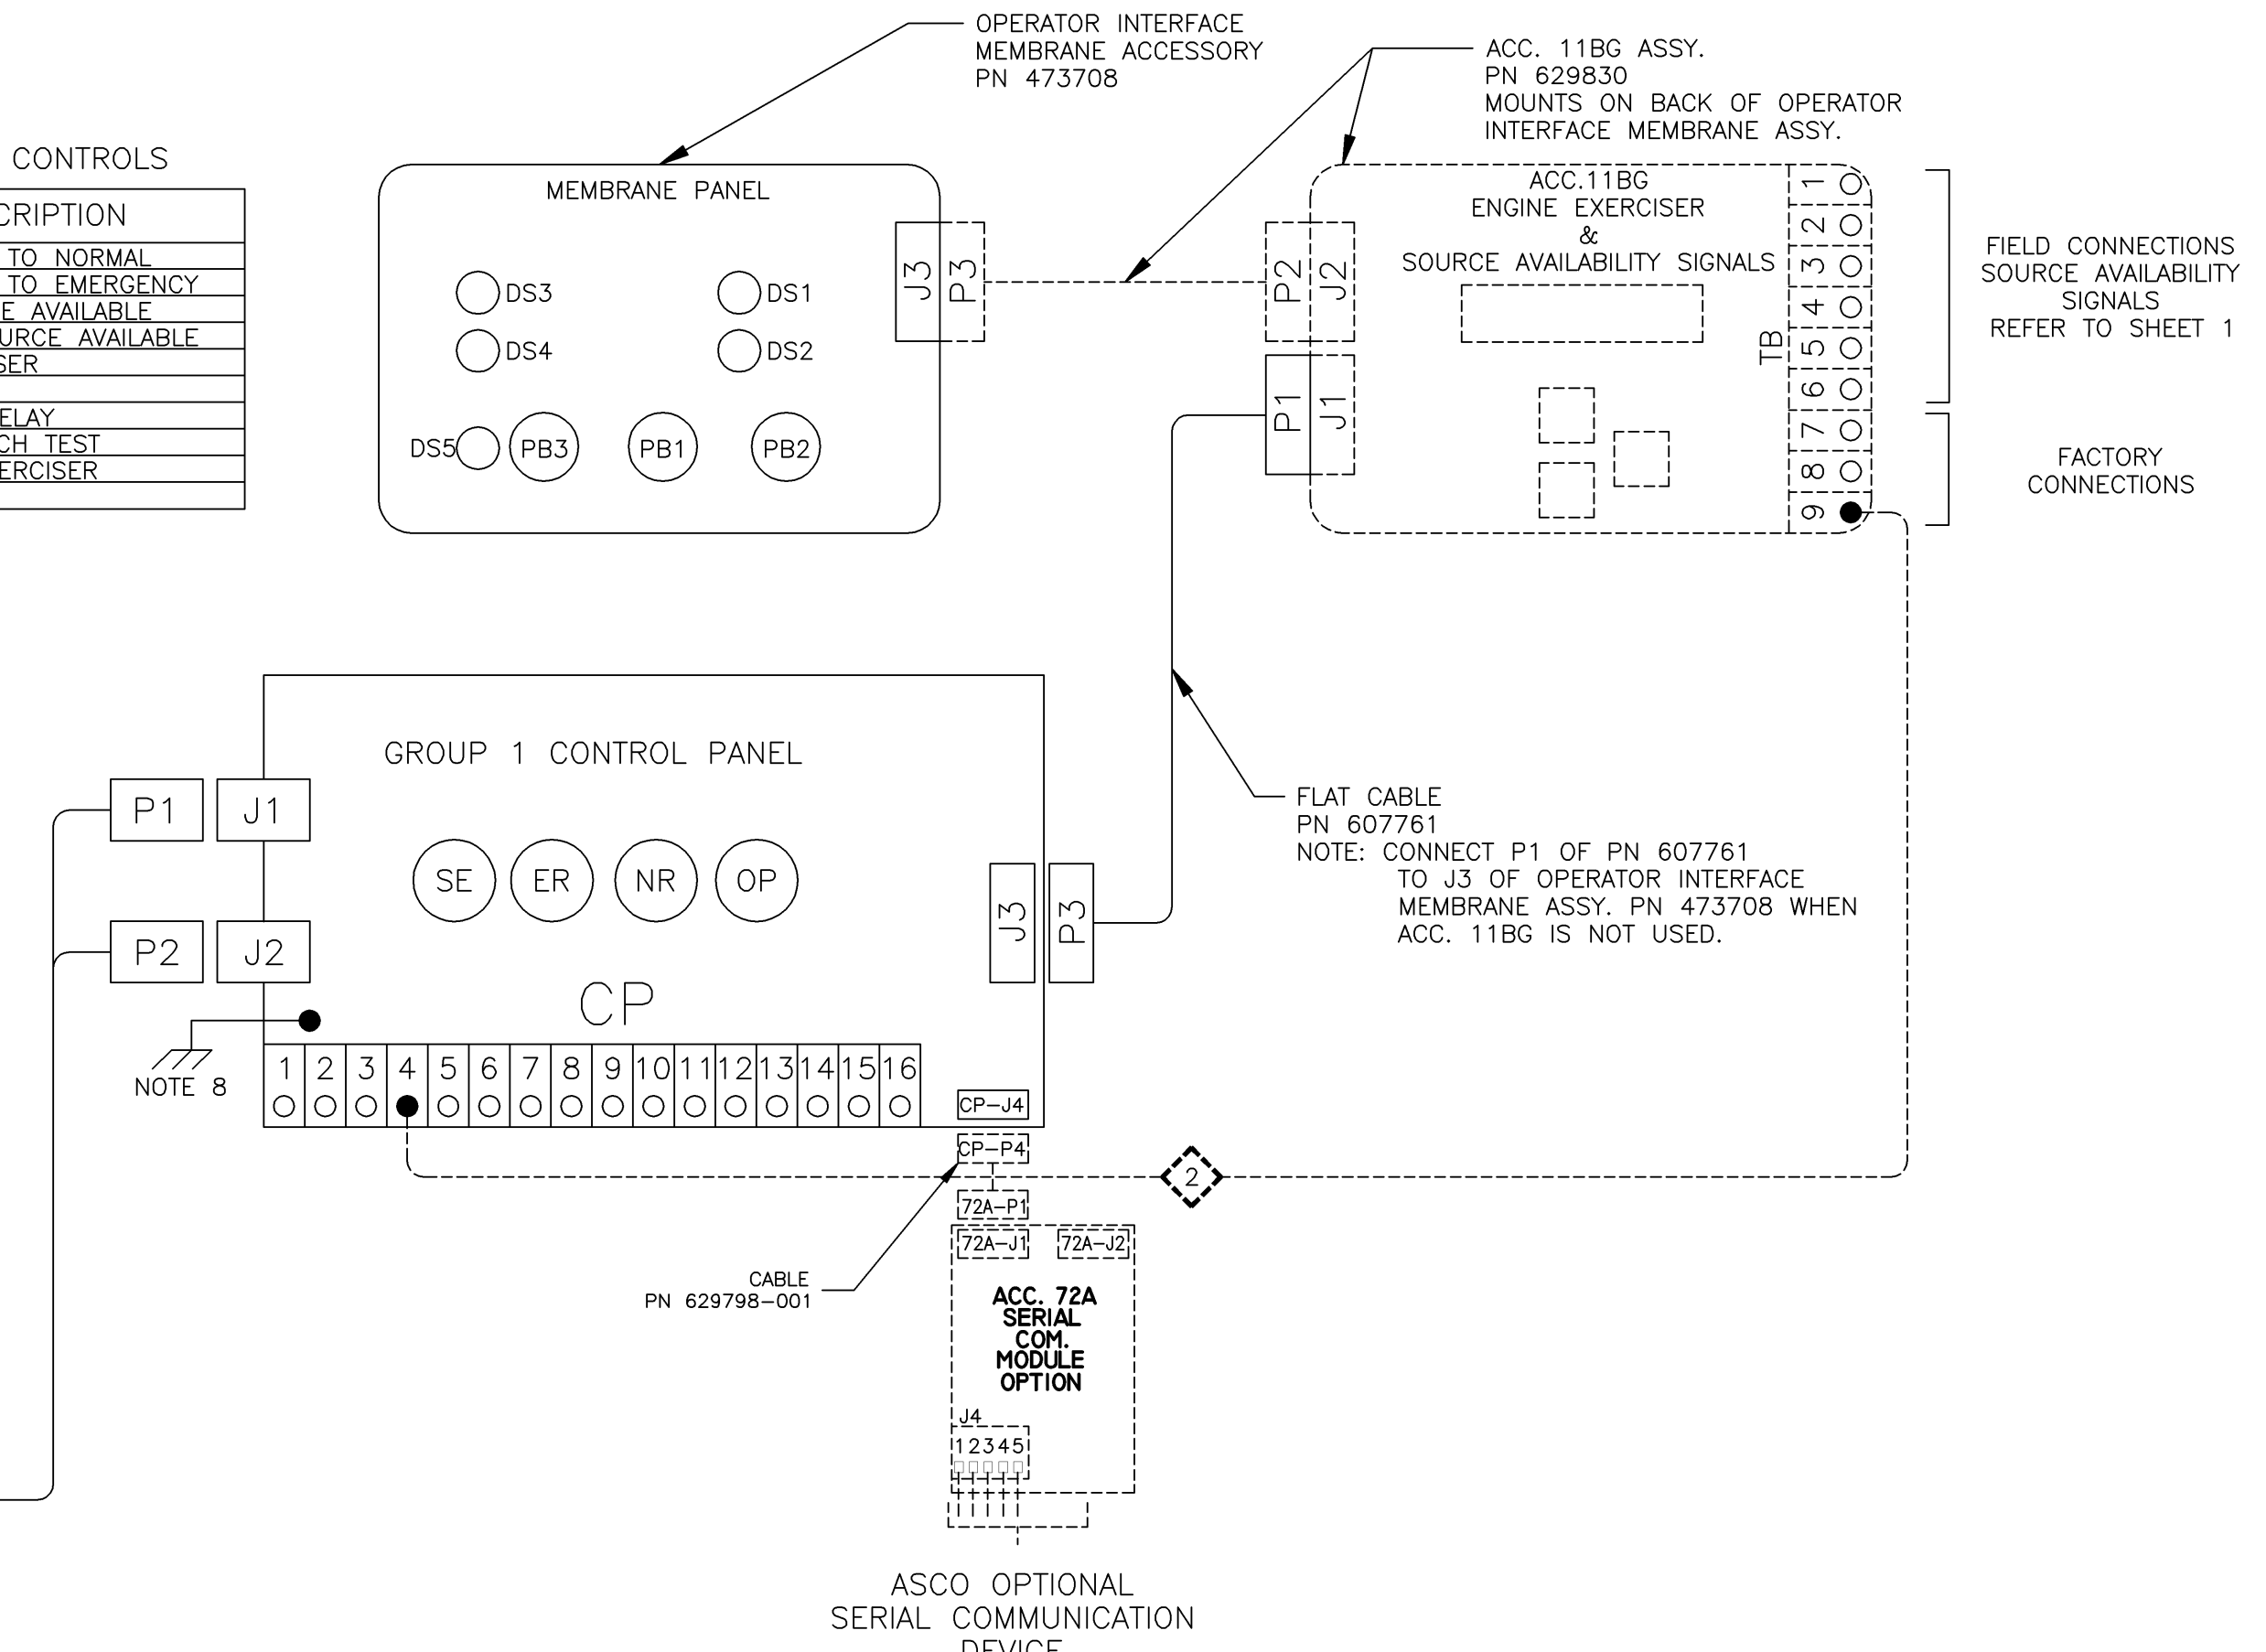 OPERATOR INTERFACE
MEMBRANE ACCESSORY
PN 473708
ACC. 11BG ASSY.
PN 629830
MOUNTS ON BACK OF OPERATOR
INTERFACE MEMBRANE ASSY.
CONTROLS
CRIPTION
TO NORMAL
TO EMERGENCY
E AVAILABLE
URCE AVAILABLE
SER
ELAY
CH TEST
ERCISER
MEMBRANE PANEL
DS3
DS1
DS4
DS2
DS5
PB3
PB1
PB2
J3
P3
P2
J2
P1
J1
ACC.11BG
ENGINE EXERCISER
&
SOURCE AVAILABILITY SIGNALS
TB
1
2
3
4
5
6
7
8
9
FIELD CONNECTIONS
SOURCE AVAILABILITY
SIGNALS
REFER TO SHEET 1
FACTORY
CONNECTIONS
GROUP 1 CONTROL PANEL
P1
J1
SE
ER
NR
OP
P2
J2
CP
J3
P3
FLAT CABLE
PN 607761
NOTE: CONNECT P1 OF PN 607761
TO J3 OF OPERATOR INTERFACE
MEMBRANE ASSY. PN 473708 WHEN
ACC. 11BG IS NOT USED.
NOTE 8
1 2 3 4 5 6 7 8 9 10 11 12 13 14 15 16
CP-J4
CP-P4
2
72A-P1
72A-J1
72A-J2
CABLE
PN 629798-001
ACC. 72A
SERIAL
COM.
MODULE
OPTION
J4
12345
ASCO OPTIONAL
SERIAL COMMUNICATION
DEVICE